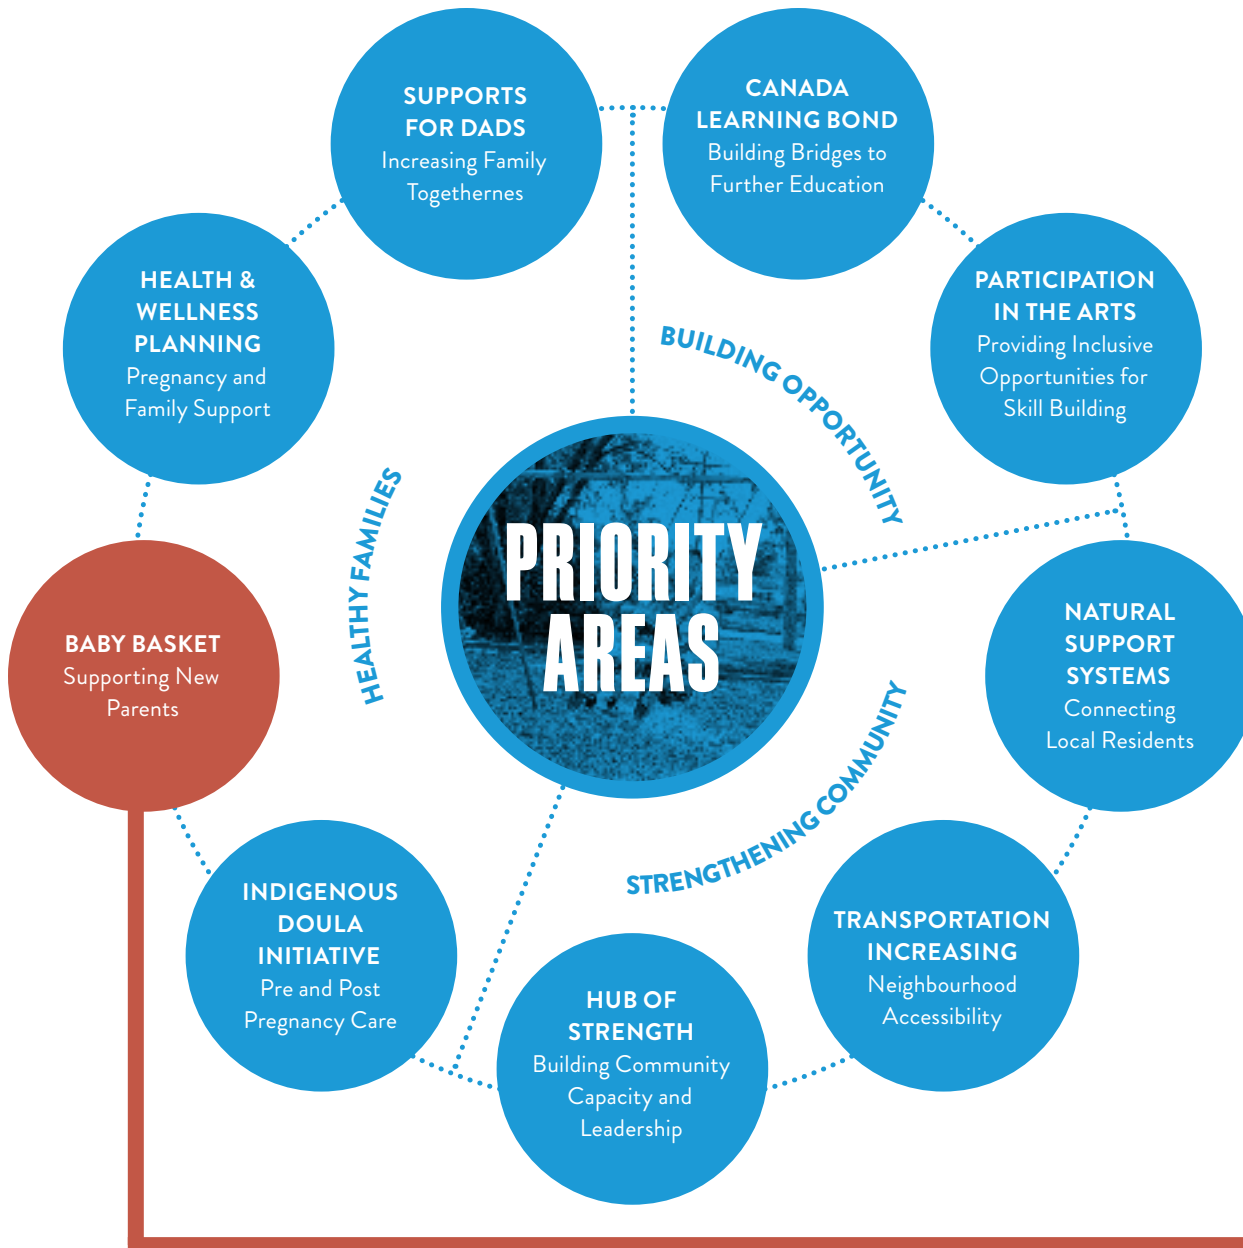 SUPPORTS
FOR DADS
Increasing Family
Togethernes
CANADA
LEARNING BOND
Building Bridges to
Further Education
HEALTH &
WELLNESS
PLANNING
Pregnancy and
Family Support
PARTICIPATION
IN THE ARTS
Providing Inclusive
Opportunities for
Skill Building
BUILDING OPPORTUNITY
HEALTHY FAMILIES
PRIORITY
AREAS
BABY BASKET
Supporting New
Parents
NATURAL
SUPPORT
SYSTEMS
Connecting
Local Residents
STRENGTHENING COMMUNITY
INDIGENOUS
DOULA
INITIATIVE
Pre and Post
Pregnancy Care
TRANSPORTATION
INCREASING
Neighbourhood
Accessibility
HUB OF
STRENGTH
Building Community
Capacity and
Leadership